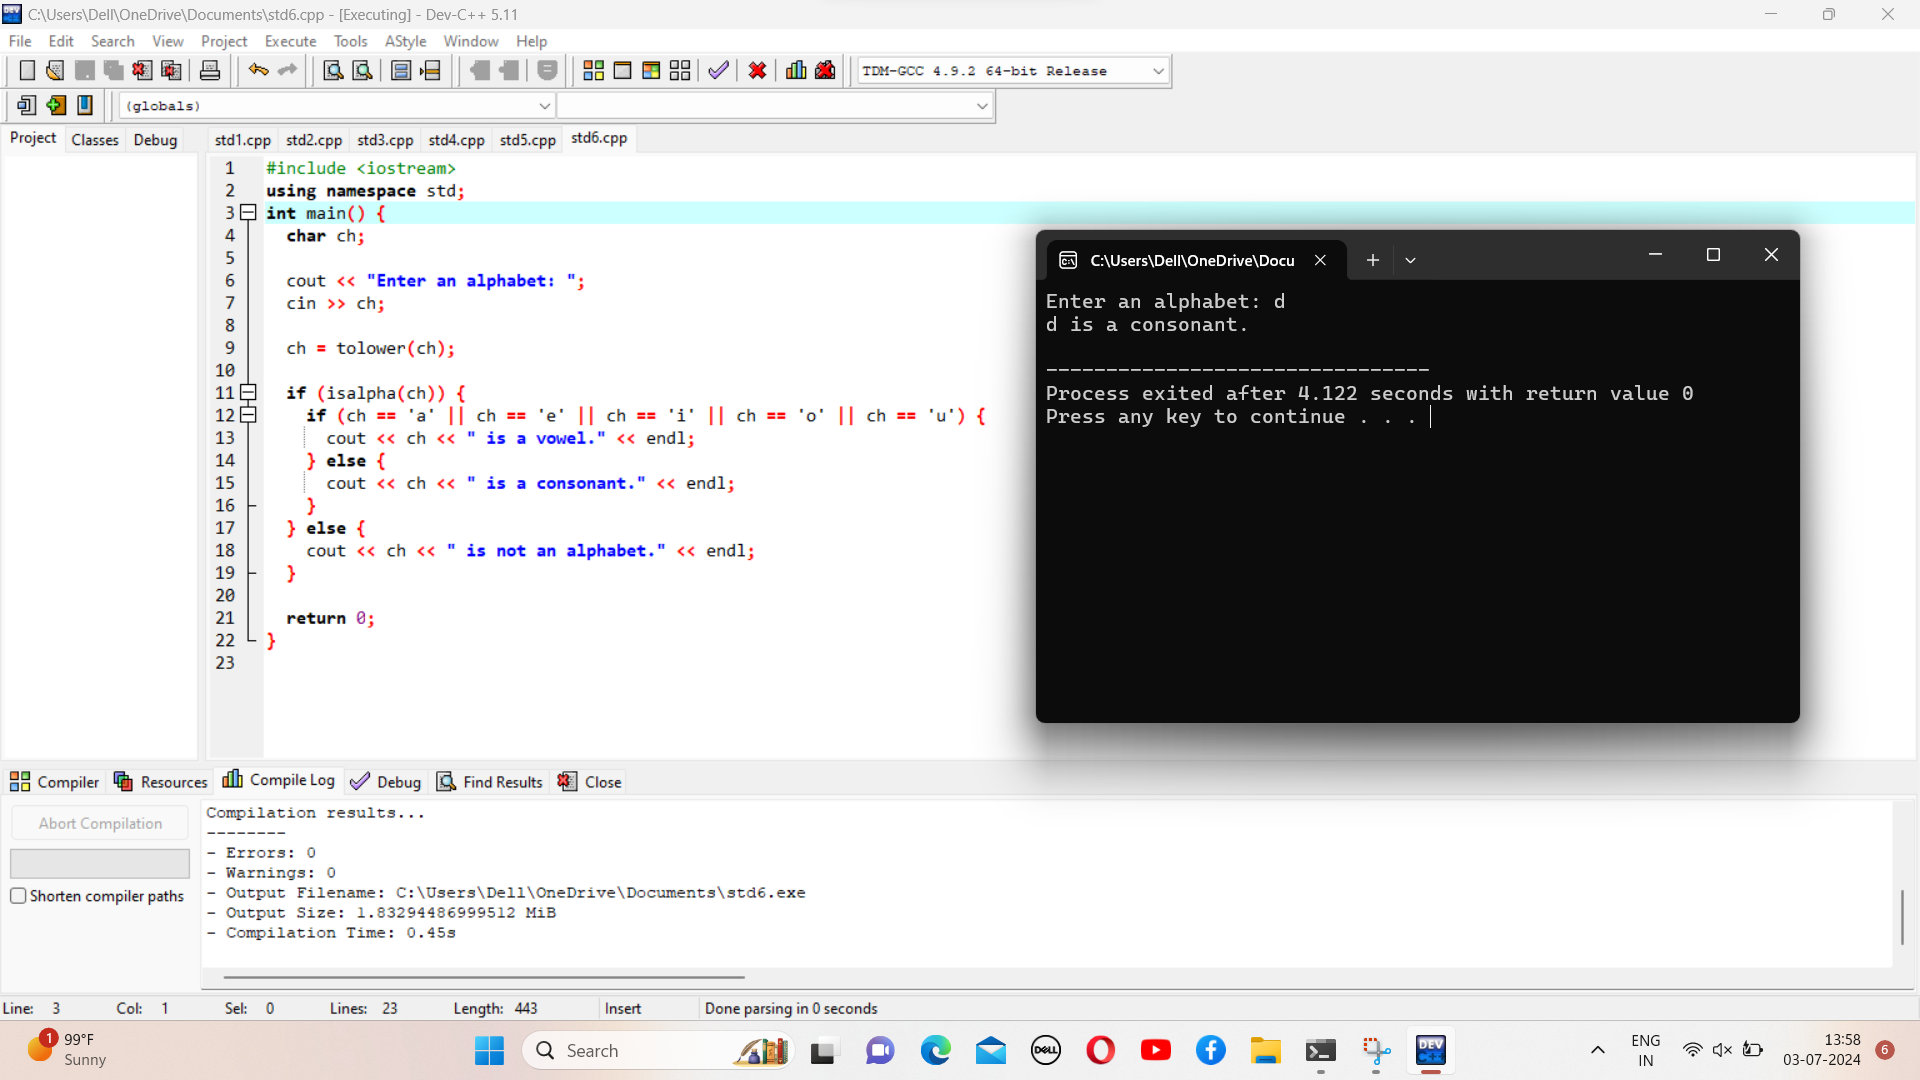 C:\Users\Dell\OneDrive\Documents\std6.cpp - [Executing] - Dev-C++ 5.11
File Edit Search View Project Execute Tools AStyle Window Help
TDM-GCC 4.9.2 64-bit Release
(globals)
Project Classes Debug std1.cpp std2.cpp std3.cpp std4.cpp std5.cpp std6.cpp
1 #include <iostream>
2 using namespace std;
3 int main() {
4 char ch;
5
6 cout << "Enter an alphabet: ";
7 cin >> ch;
8
9 ch = tolower(ch);
10
11 if (isalpha(ch)) {
12 if (ch == 'a' || ch == 'e' || ch == 'i' || ch == 'o' || ch == 'u') {
13 cout << ch << " is a vowel." << endl;
14 } else {
15 cout << ch << " is a consonant." << endl;
16 }
17 } else {
18 cout << ch << " is not an alphabet." << endl;
19 }
20
21 return 0;
22 }
23
C:\Users\Dell\OneDrive\Docu
Enter an alphabet: d
d is a consonant.
--------------------------------
Process exited after 4.122 seconds with return value 0
Press any key to continue . . .
Compiler Resources Compile Log Debug Find Results Close
Abort Compilation
Shorten compiler paths
Compilation results...
--------
- Errors: 0
- Warnings: 0
- Output Filename: C:\Users\Dell\OneDrive\Documents\std6.exe
- Output Size: 1.83294486999512 MiB
- Compilation Time: 0.45s
Line: 3 Col: 1 Sel: 0 Lines: 23 Length: 443 Insert Done parsing in 0 seconds
1
99°F
Sunny
Search
DELL
DEV
C++
ENG
IN
13:58
03-07-2024
6